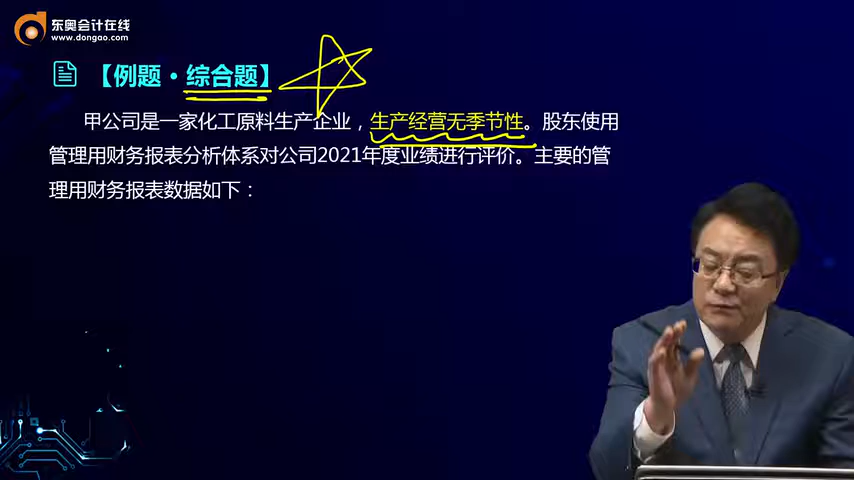 东奥会计在线
www.dongao.com
【例题·综合题】
甲公司是一家化工原料生产企业，生产经营无季节性。股东使用
管理用财务报表分析体系对公司2021年度业绩进行评价。主要的管
理用财务报表数据如下：